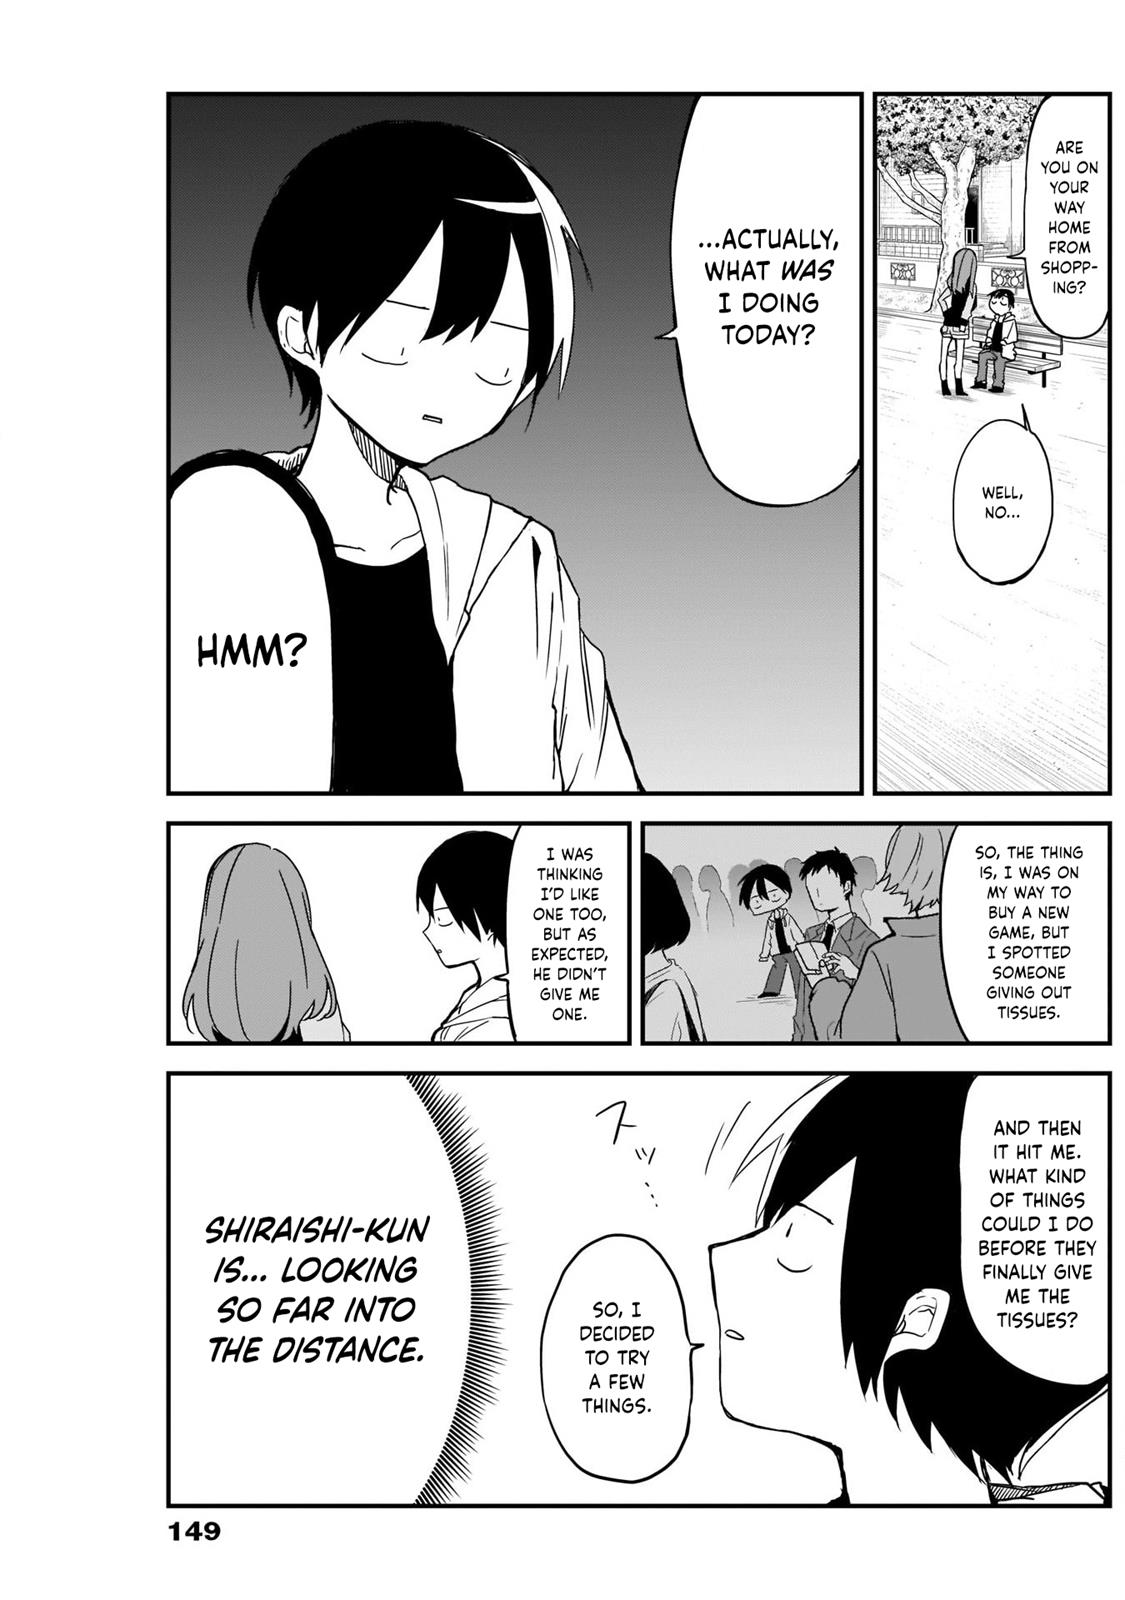 ARE
YOU ON
YOUR
WAY
HOME
FROM
SHOPP-
ING?
WELL,
NO...
...ACTUALLY,
WHAT WAS
I DOING
TODAY?
HMM?
SO, THE THING
IS, I WAS ON
MY WAY TO
BUY A NEW
GAME, BUT
I SPOTTED
SOMEONE
GIVING OUT
TISSUES.
I WAS
THINKING
I'D LIKE
ONE TOO,
BUT AS
EXPECTED,
HE DIDN'T
GIVE ME
ONE.
AND THEN
IT HIT ME.
WHAT KIND
OF THINGS
COULD I DO
BEFORE THEY
FINALLY GIVE
ME THE
TISSUES?
スッ...
SO, I
DECIDED
TO TRY
A FEW
THINGS.
SHIRAISHI-KUN
IS... LOOKING
SO FAR INTO
THE DISTANCE.
149